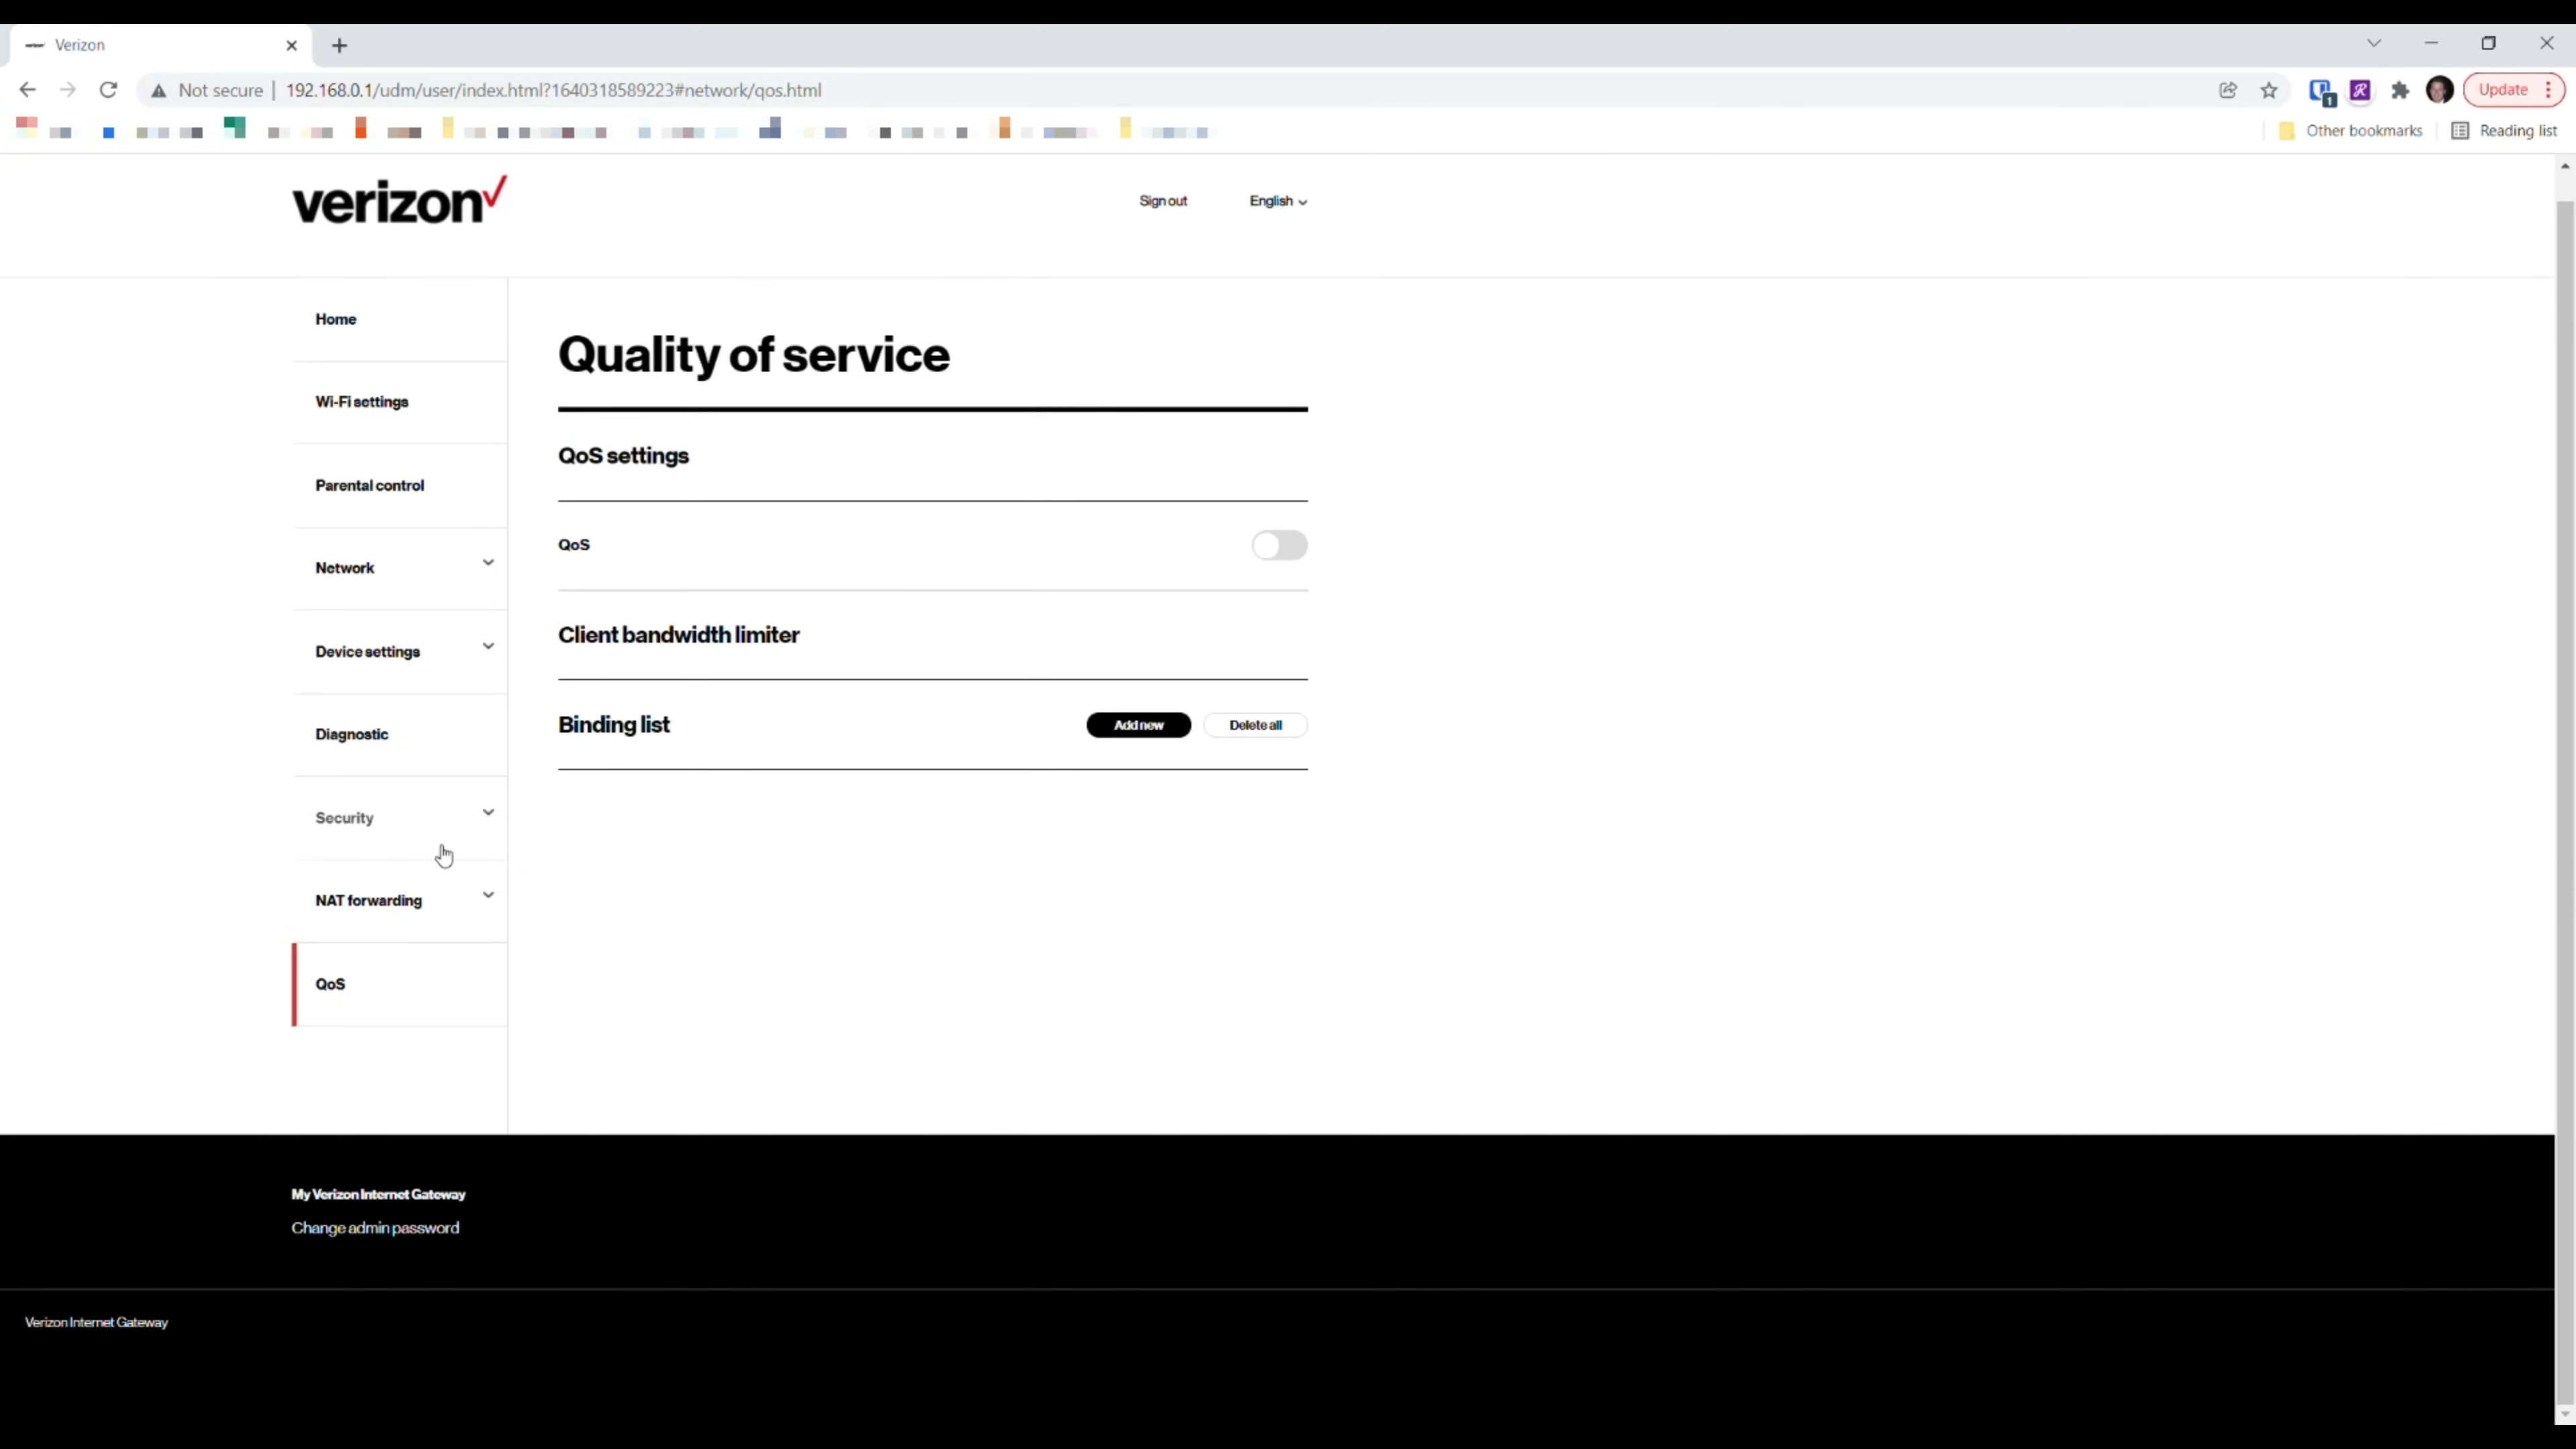 Verizon
Not secure | 192.168.0.1/udm/user/index.html?1640318589223#network/qos.html
Update
1
Other bookmarks
Reading list
verizon
Sign out
English
Home
Wi-Fi settings
Parental control
Network
Device settings
Diagnostic
Security
NAT forwarding
QoS
Quality of service
QoS settings
QoS
Client bandwidth limiter
Binding list
Add new
Delete all
My Verizon Internet Gateway
Change admin password
Verizon Internet Gateway